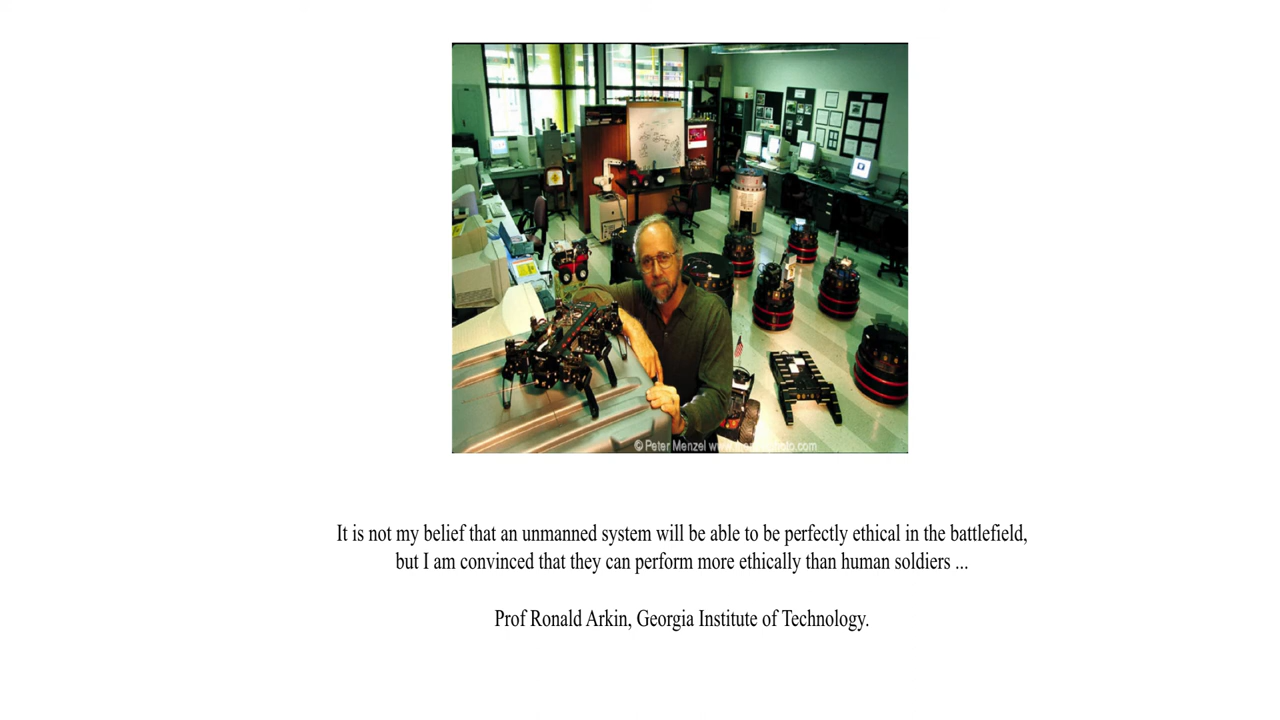 © Peter Menzel
It is not my belief that an unmanned system will be able to be perfectly ethical in the battlefield,
but I am convinced that they can perform more ethically than human soldiers ...
Prof Ronald Arkin, Georgia Institute of Technology.